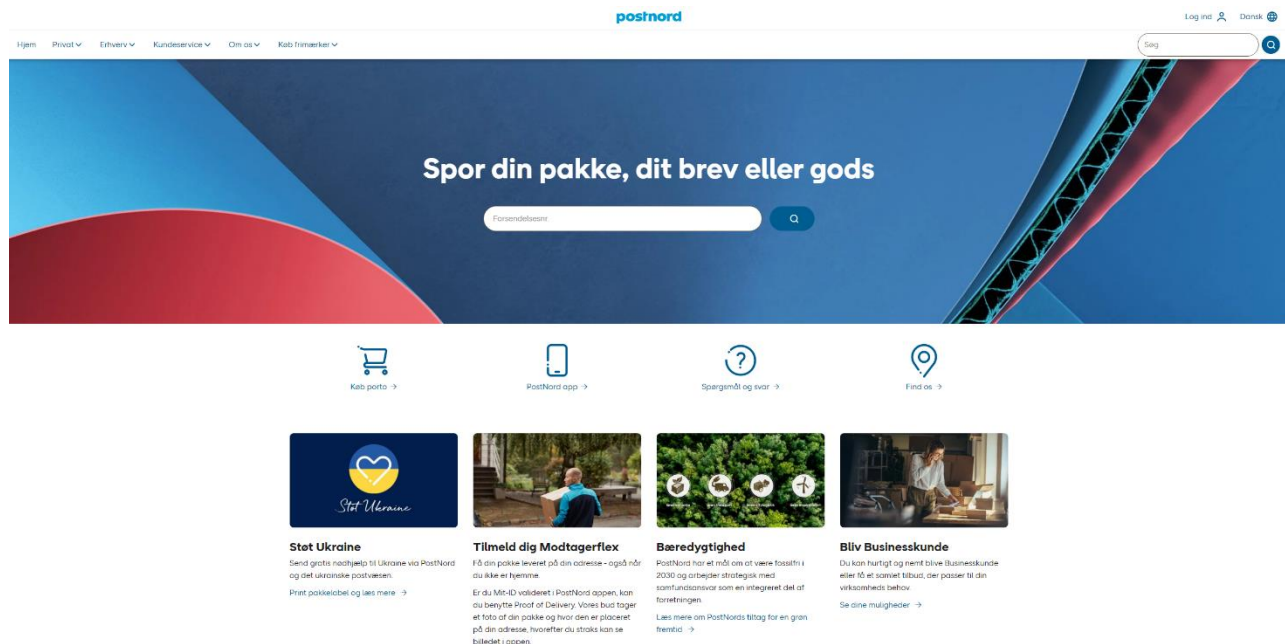 postnord
Log ind
Dansk
Hjem Privat Erhverv Kundeservice Om os Køb frimærker
Søg
Spor din pakke, dit brev eller gods
Forsendelsesnr
Køb porto →
PostNord app →
Spørgsmål og svar →
Find os →
Støt Ukraine
Støt Ukraine
Send gratis nødhjælp til Ukraine via PostNord
og det ukrainske postvæsen.
Print pakkelabel og læs mere →
Tilmeld dig Modtagerflex
Få din pakke leveret på din adresse - også når
du ikke er hjemme.
Er du Mit-ID valideret i PostNord appen, kan
du benytte Proof of Delivery. Vores bud tager
et foto af din pakke og hvor den er placeret
på din adresse, hvorefter du straks kan se
billedet i appen.
Bæredygtighed
PostNord har et mål om at være fossilfri i
2030 og arbejder strategisk med
samfundsansvar som en integreret del af
forretningen.
Læs mere om PostNords tiltag for en grøn
fremtid →
Bliv Businesskunde
Du kan hurtigt og nemt blive Businesskunde
eller få et samlet tilbud, der passer til din
virksomheds behov.
Se dine muligheder →